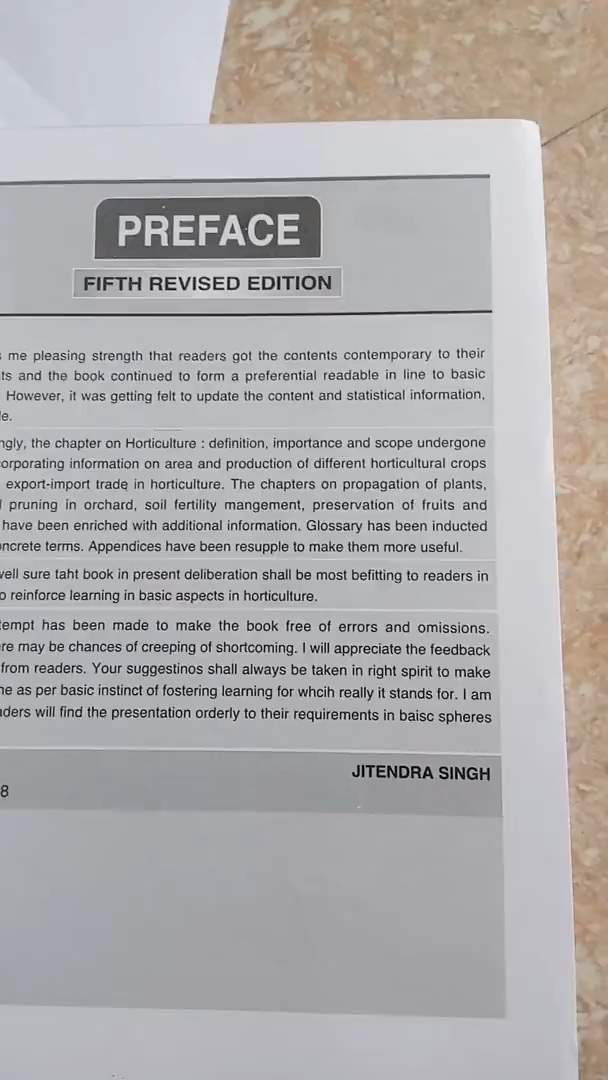 PREFACE
FIFTH REVISED EDITION
me pleasing strength that readers got the contents contemporary to their
and the book continued to form a preferential readable in line to basic
However, it was getting felt to update the content and statistical information,
the chapter on Horticulture : definition, importance and scope undergone
information on area and production of different horticultural crops
export-import trade in horticulture. The chapters on propagation of plants,
pruning in orchard, soil fertility mangement, preservation of fruits and
have been enriched with additional information. Glossary has been inducted
terms. Appendices have been resupple to make them more useful.
sure taht book in present deliberation shall be most befitting to readers in
reinforce learning in basic aspects in horticulture.
has been made to make the book free of errors and omissions.
may be chances of creeping of shortcoming. I will appreciate the feedback
from readers. Your suggestinos shall always be taken in right spirit to make
as per basic instinct of fostering learning for whcih really it stands for. I am
will find the presentation orderly to their requirements in baisc spheres
JITENDRA SINGH
8